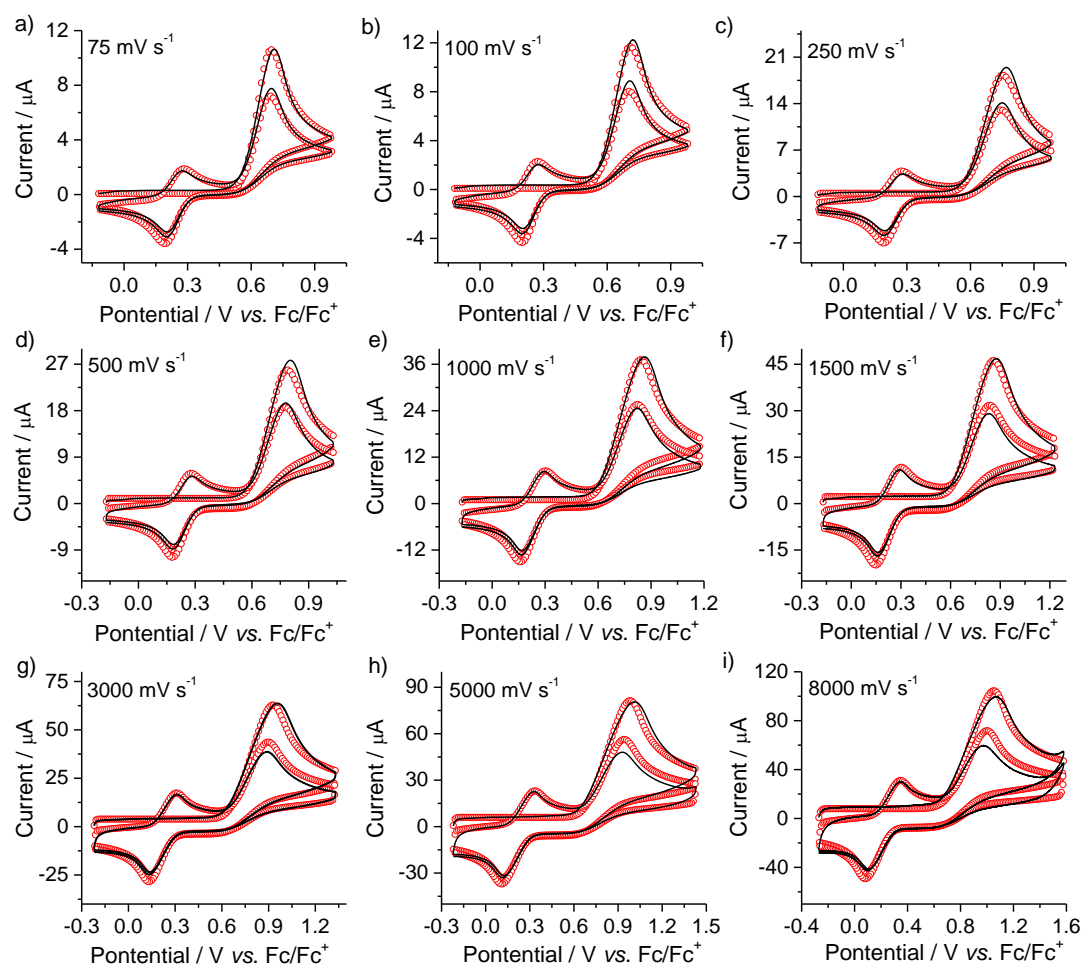 a)
75 mV s⁻¹
12
8
4
0
-4
Current / μA
0.0 0.3 0.6 0.9
Pontential / V vs. Fc/Fc⁺
b)
100 mV s⁻¹
12
8
4
0
-4
Current / μA
0.0 0.3 0.6 0.9
Pontential / V vs. Fc/Fc⁺
c)
250 mV s⁻¹
21
14
7
0
-7
Current / μA
0.0 0.3 0.6 0.9
Pontential / V vs. Fc/Fc⁺
d)
500 mV s⁻¹
27
18
9
0
-9
Current / μA
-0.3 0.0 0.3 0.6 0.9
Pontential / V vs. Fc/Fc⁺
e)
1000 mV s⁻¹
36
24
12
0
-12
Current / μA
-0.3 0.0 0.3 0.6 0.9 1.2
Pontential / V vs. Fc/Fc⁺
f)
1500 mV s⁻¹
45
30
15
0
-15
Current / μA
-0.3 0.0 0.3 0.6 0.9 1.2
Pontential / V vs. Fc/Fc⁺
g)
3000 mV s⁻¹
75
50
25
0
-25
Current / μA
-0.3 0.0 0.3 0.6 0.9 1.2
Pontential / V vs. Fc/Fc⁺
h)
5000 mV s⁻¹
90
60
30
0
-30
Current / μA
-0.3 0.0 0.3 0.6 0.9 1.2 1.5
Pontential / V vs. Fc/Fc⁺
i)
8000 mV s⁻¹
120
80
40
0
-40
Current / μA
-0.4 0.0 0.4 0.8 1.2 1.6
Pontential / V vs. Fc/Fc⁺